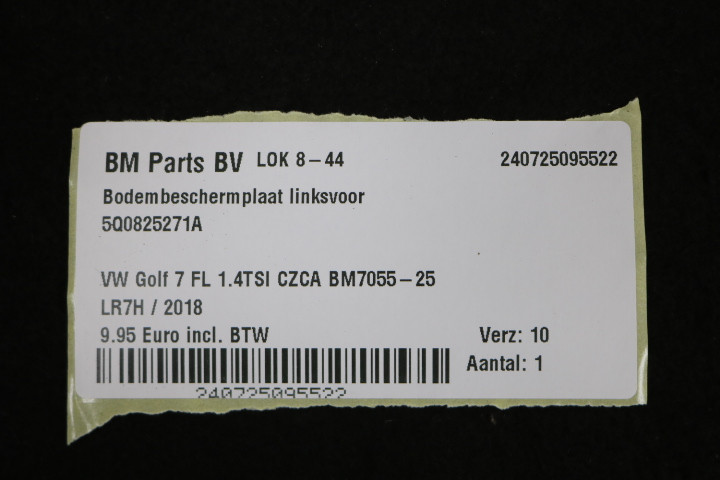 BM Parts BV LOK 8-44 240725095522
Bodembeschermplaat linksvoor
5Q0825271A
VW Golf 7 FL 1.4TSI CZCA BM7055-25
LR7H / 2018
9.95 Euro incl. BTW Verz: 10
Aantal: 1
240725095522